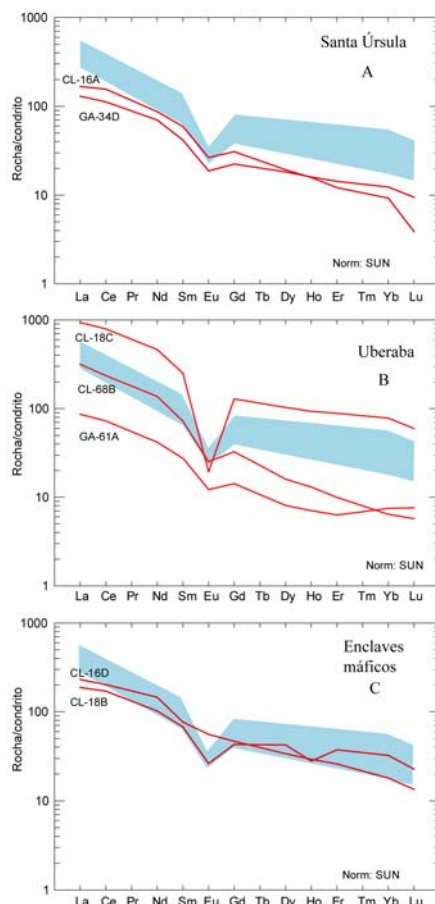 1000
100
10
1
Rocha/condrito
Santa Úrsula
A
CL-16A
GA-34D
Norm: SUN
La Ce Pr Nd Sm Eu Gd Tb Dy Ho Er Tm Yb Lu
1000
100
10
1
Rocha/condrito
Uberaba
B
CL-18C
CL-68B
GA-61A
Norm: SUN
La Ce Pr Nd Sm Eu Gd Tb Dy Ho Er Tm Yb Lu
1000
100
10
1
Rocha/condrito
Enclaves
máficos
C
CL-16D
CL-18B
Norm: SUN
La Ce Pr Nd Sm Eu Gd Tb Dy Ho Er Tm Yb Lu